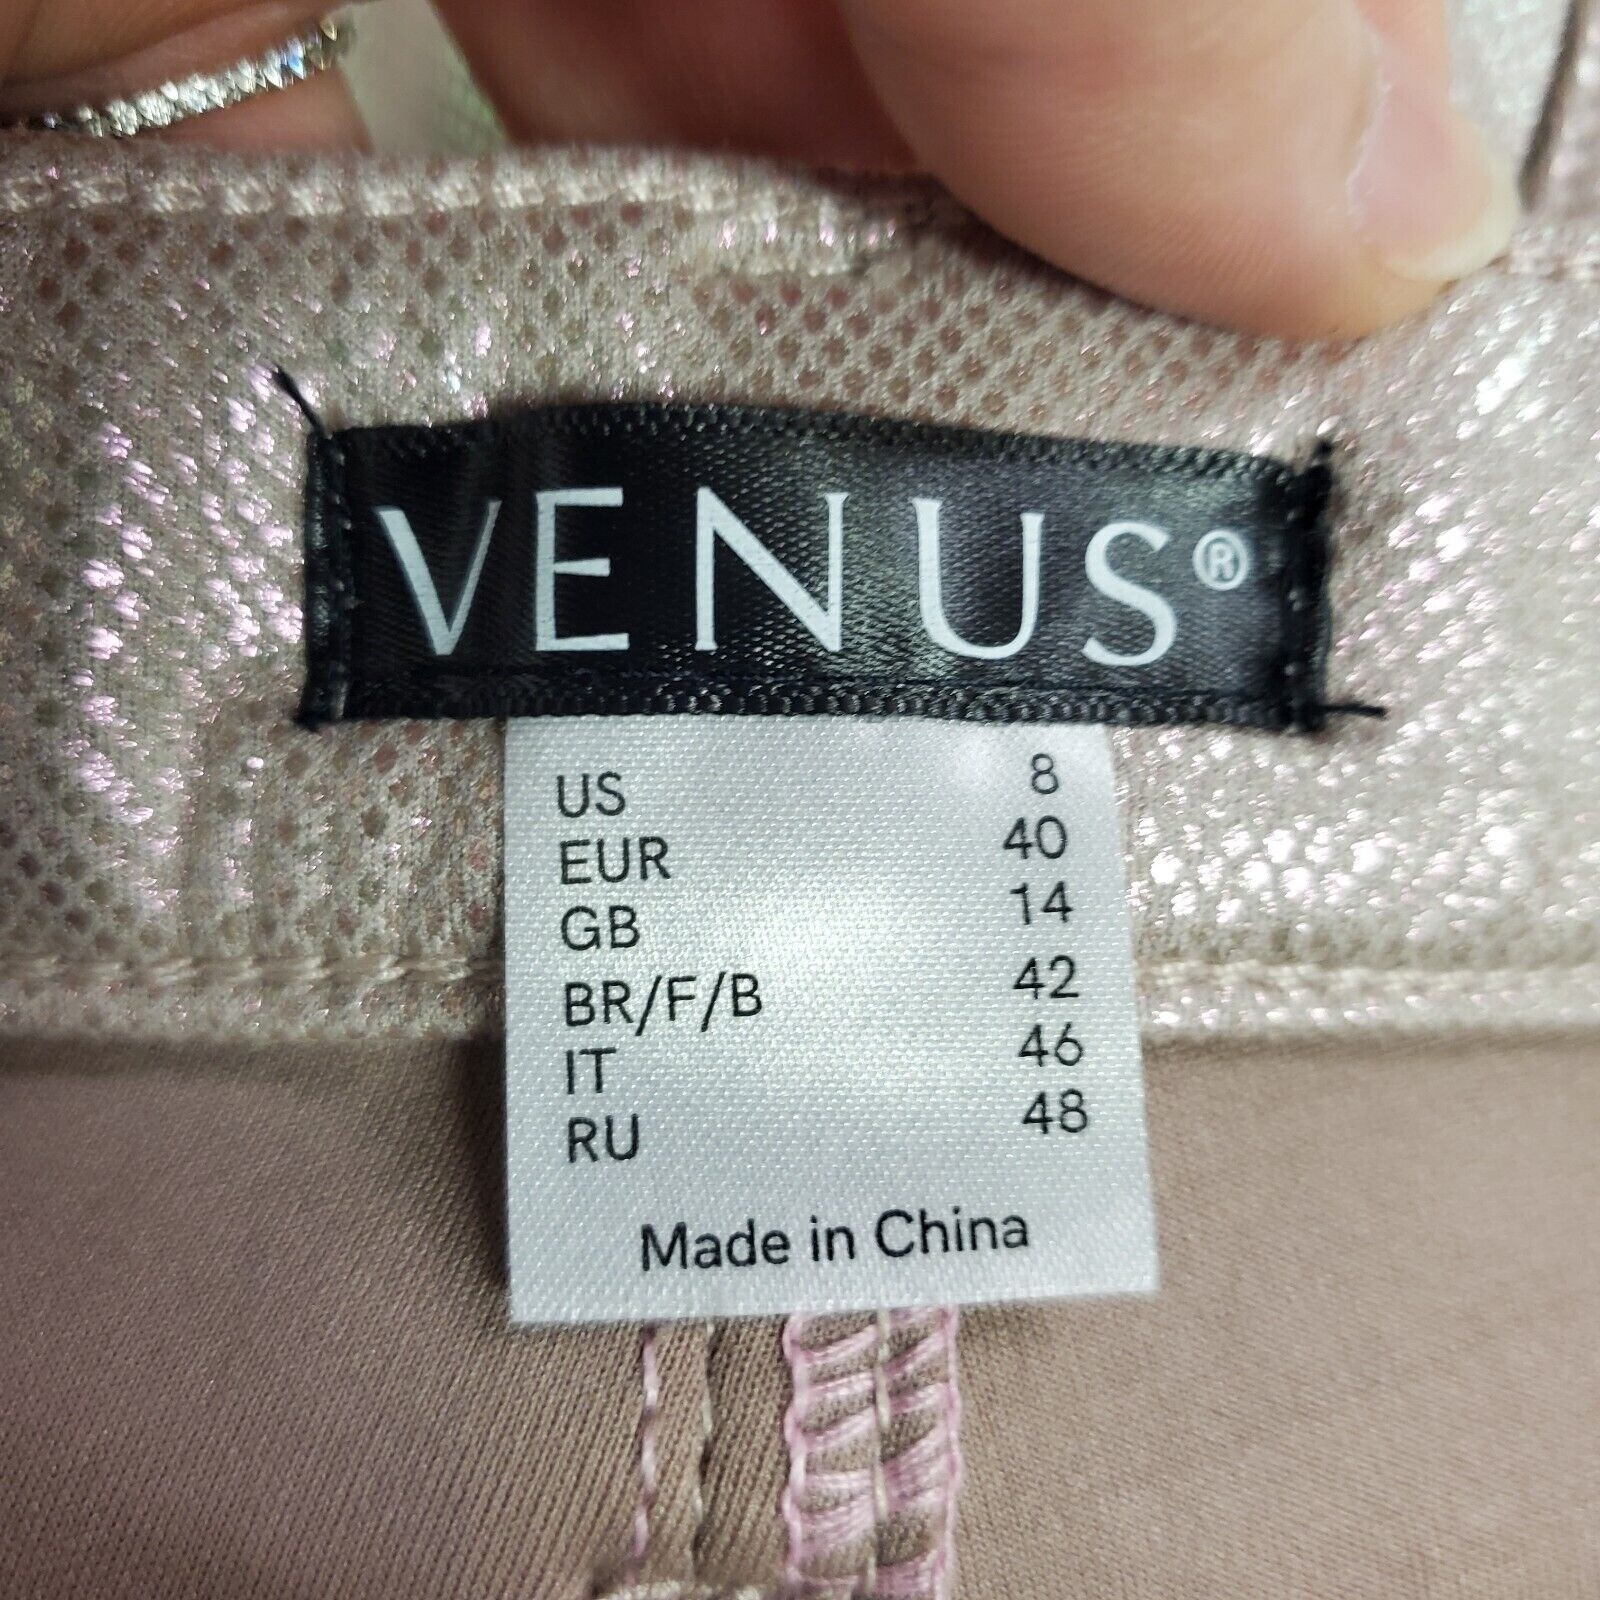 VENUS®
US 8
EUR 40
GB 14
BR/F/B 42
IT 46
RU 48
Made in China